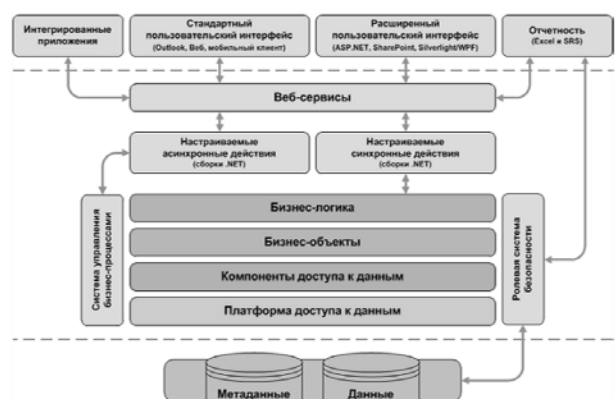 Интегрированные
приложения
Стандартный
пользовательский интерфейс
(Outlook, Веб, мобильный клиент)
Расширенный
пользовательский интерфейс
(ASP.NET, SharePoint, Silverlight/WPF)
Отчетность
(Excel и SRS)
Веб-сервисы
Настраиваемые
асинхронные действия
(сборки .NET)
Настраиваемые
синхронные действия
(сборки .NET)
Система управления
бизнес-процессами
Бизнес-логика
Бизнес-объекты
Компоненты доступа к данным
Платформа доступа к данным
Ролевая система
безопасности
Метаданные
Данные